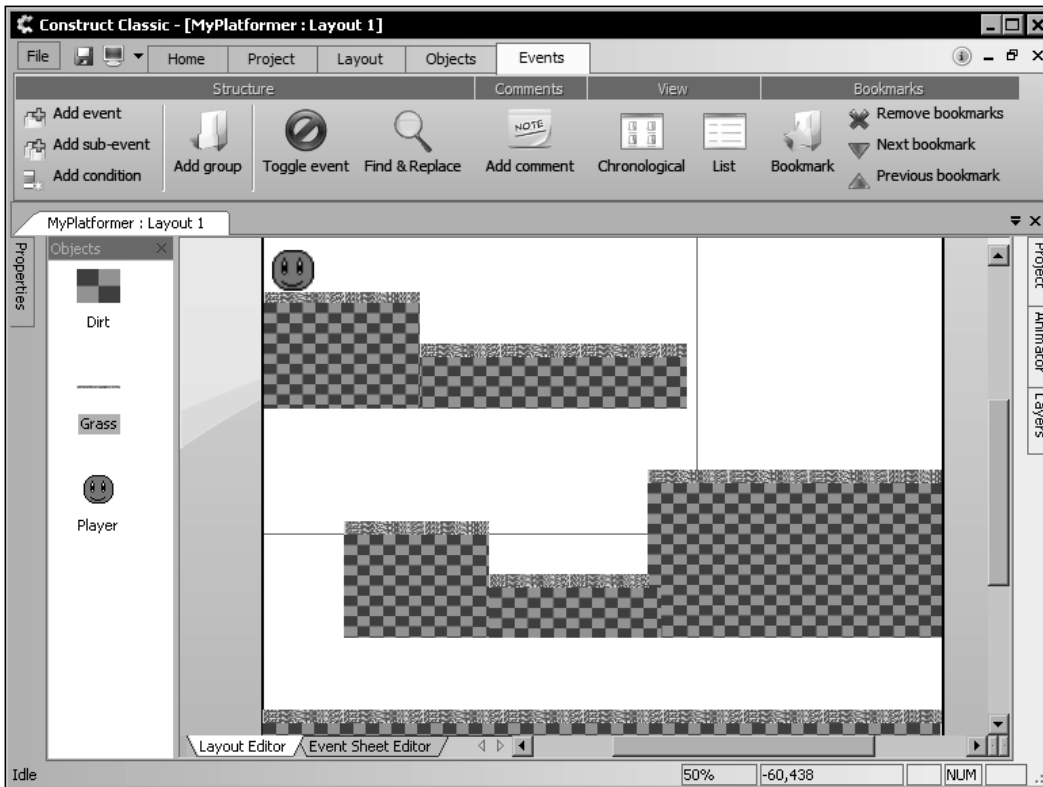 Construct Classic - [MyPlatformer : Layout 1]
File Home Project Layout Objects Events
Structure Comments View Bookmarks
Add event
Add sub-event
Add condition
Add group
Toggle event
Find & Replace
NOTE
Add comment
Chronological
List
Bookmark
Remove bookmarks
Next bookmark
Previous bookmark
MyPlatformer : Layout 1
Properties
Objects
Dirt
Grass
Player
Project
Animator
Layers
Layout Editor Event Sheet Editor
Idle 50% -60,438 NUM